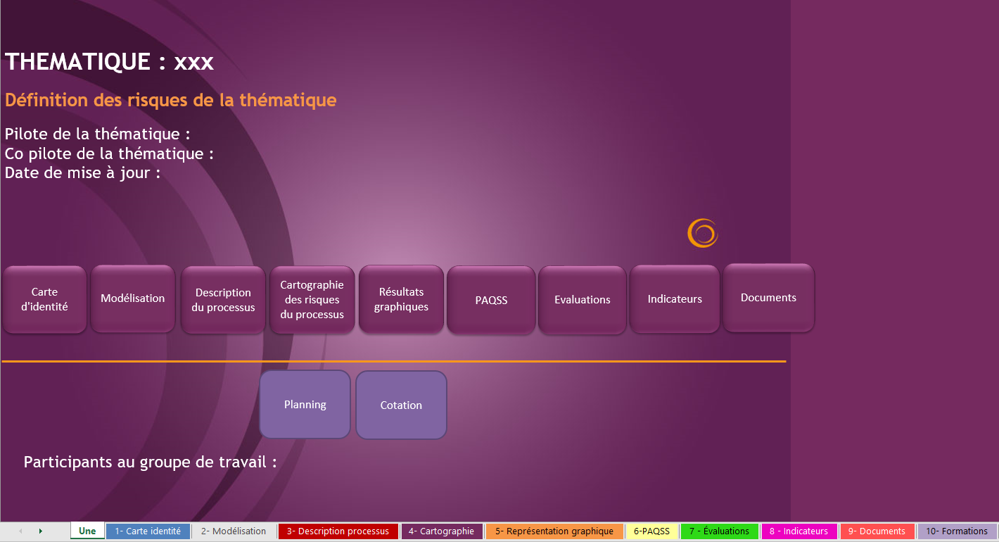 THEMATIQUE : xxx
Définition des risques de la thématique
Pilote de la thématique :
Co pilote de la thématique :
Date de mise à jour :
Carte
d'identité
Modélisation
Description
du processus
Cartographie
des risques
du processus
Résultats
graphiques
PAQSS
Evaluations
Indicateurs
Documents
Planning
Cotation
Participants au groupe de travail :
Une
1- Carte identité
2- Modélisation
3- Description processus
4- Cartographie
5- Représentation graphique
6-PAQSS
7 - Évaluations
8 - Indicateurs
9- Documents
10- Formations